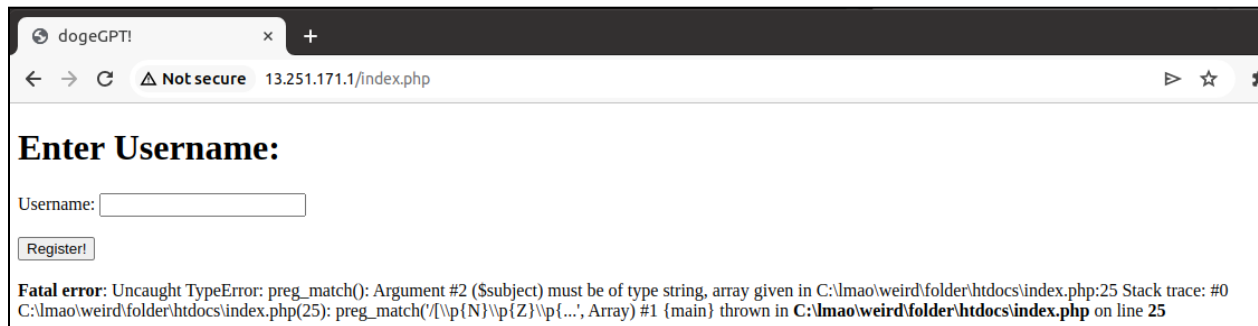 dogeGPT!
Not secure 13.251.171.1/index.php
Enter Username:
Username:
Register!
Fatal error: Uncaught TypeError: preg_match(): Argument #2 ($subject) must be of type string, array given in C:\lmao\weird\folder\htdocs\index.php:25 Stack trace: #0
C:\lmao\weird\folder\htdocs\index.php(25): preg_match('/[\\p{N}\\p{Z}\\p{...', Array) #1 {main} thrown in C:\lmao\weird\folder\htdocs\index.php on line 25